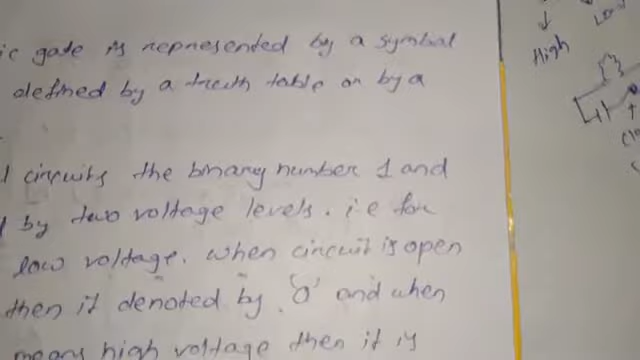 ic gate is represented by a symbal
defined by a truth table or by a
l circuits the binary number 1 and
d by two voltage levels. i.e for
low voltage. when circuit is open
then it denoted by '0' and when
means high voltage then it is
High